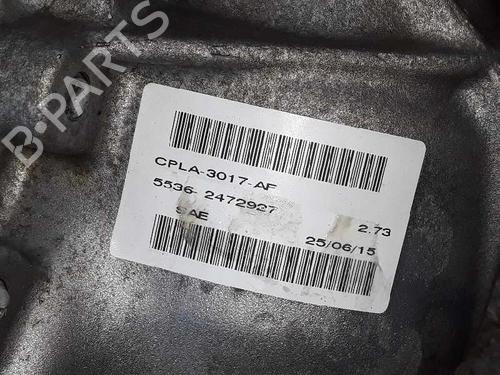 B-PARTS
CPLA-3017-AF
5536- 2472927
2.73
SAE
25/06/15